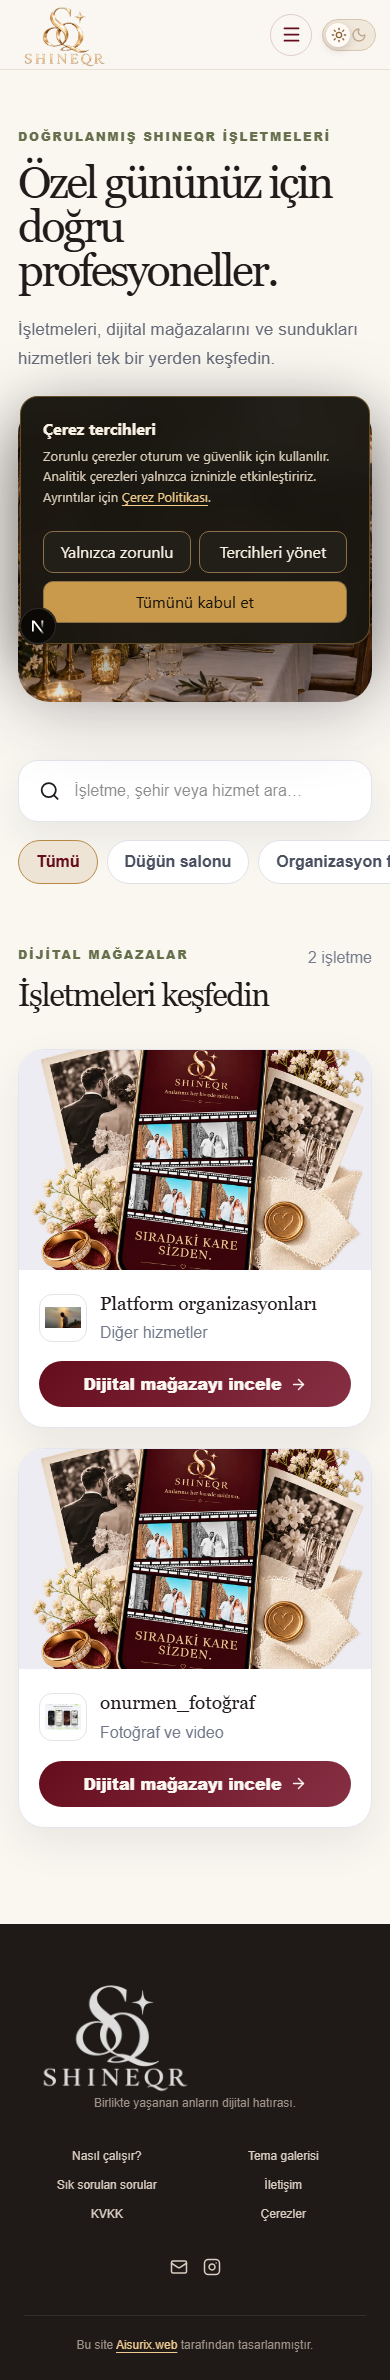 SHINEQR
DOĞRULANMIŞ SHINEQR İŞLETMELERİ
Özel gününüz için
doğru
profesyoneller.
İşletmeleri, dijital mağazalarını ve sundukları
hizmetleri tek bir yerden keşfedin.
Çerez tercihleri
Zorunlu çerezler oturum ve güvenlik için kullanılır.
Analitik çerezleri yalnızca izninizle etkinleştiririz.
Ayrıntılar için Çerez Politikası.
Yalnızca zorunlu
Tercihleri yönet
Tümünü kabul et
N
İşletme, şehir veya hizmet ara…
Tümü
Düğün salonu
Organizasyon f
DİJİTAL MAĞAZALAR
2 işletme
İşletmeleri keşfedin
SHINEQR
Anılarınız her karede saklansın.
SIRADAKİ KARE
SİZDEN.
Platform organizasyonları
Diğer hizmetler
Dijital mağazayı incele →
SHINEQR
SIRADAKİ KARE
SİZDEN.
onurmen_fotoğraf
Fotoğraf ve video
Dijital mağazayı incele →
SHINEQR
Birlikte yaşanan anların dijital hatırası.
Nasıl çalışır?
Tema galerisi
Sık sorulan sorular
İletişim
KVKK
Çerezler
Bu site Aisurix.web tarafından tasarlanmıştır.